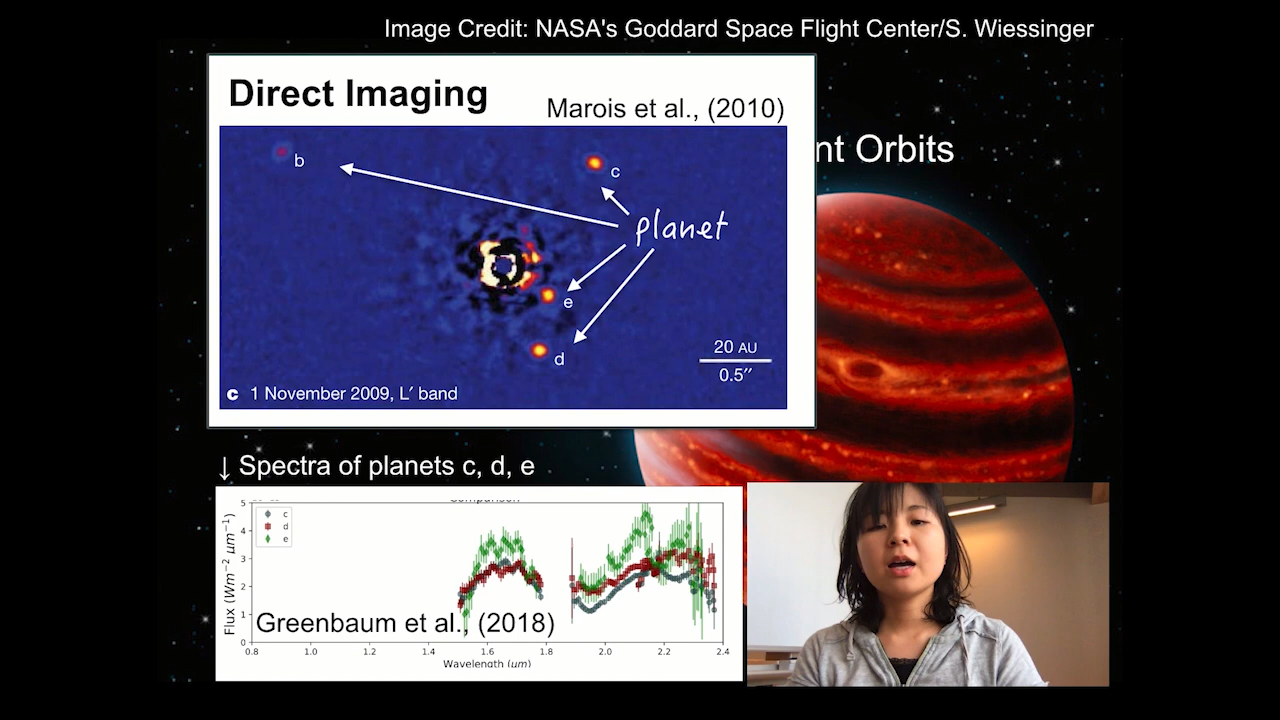 Image Credit: NASA's Goddard Space Flight Center/S. Wiessinger
Direct Imaging
Marois et al., (2010)
nt Orbits
b
c
planet
e
d
20 AU
0.5″
c 1 November 2009, L′ band
↓ Spectra of planets c, d, e
Comparison
c
d
e
5
4
3
2
1
0
Flux (Wm⁻² μm⁻¹)
Greenbaum et al., (2018)
0.8 1.0 1.2 1.4 1.6 1.8 2.0 2.2 2.4
Wavelength (μm)